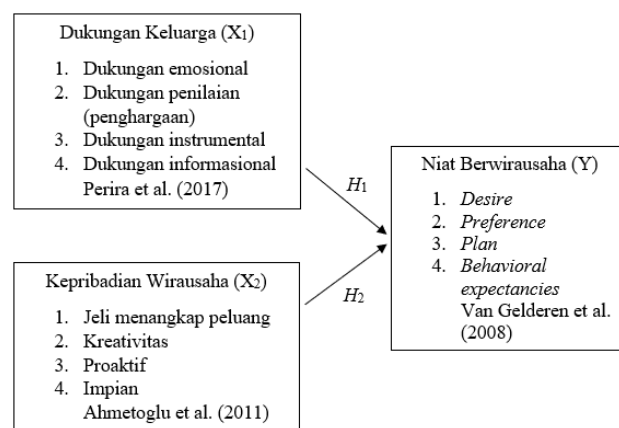 Dukungan Keluarga (X₁)
1. Dukungan emosional
2. Dukungan penilaian
(penghargaan)
3. Dukungan instrumental
4. Dukungan informasional
Perira et al. (2017)
H₁
Niat Berwirausaha (Y)
1. Desire
2. Preference
3. Plan
4. Behavioral
expectancies
Van Gelderen et al.
(2008)
Kepribadian Wirausaha (X₂)
1. Jeli menangkap peluang
2. Kreativitas
3. Proaktif
4. Impian
Ahmetoglu et al. (2011)
H₂